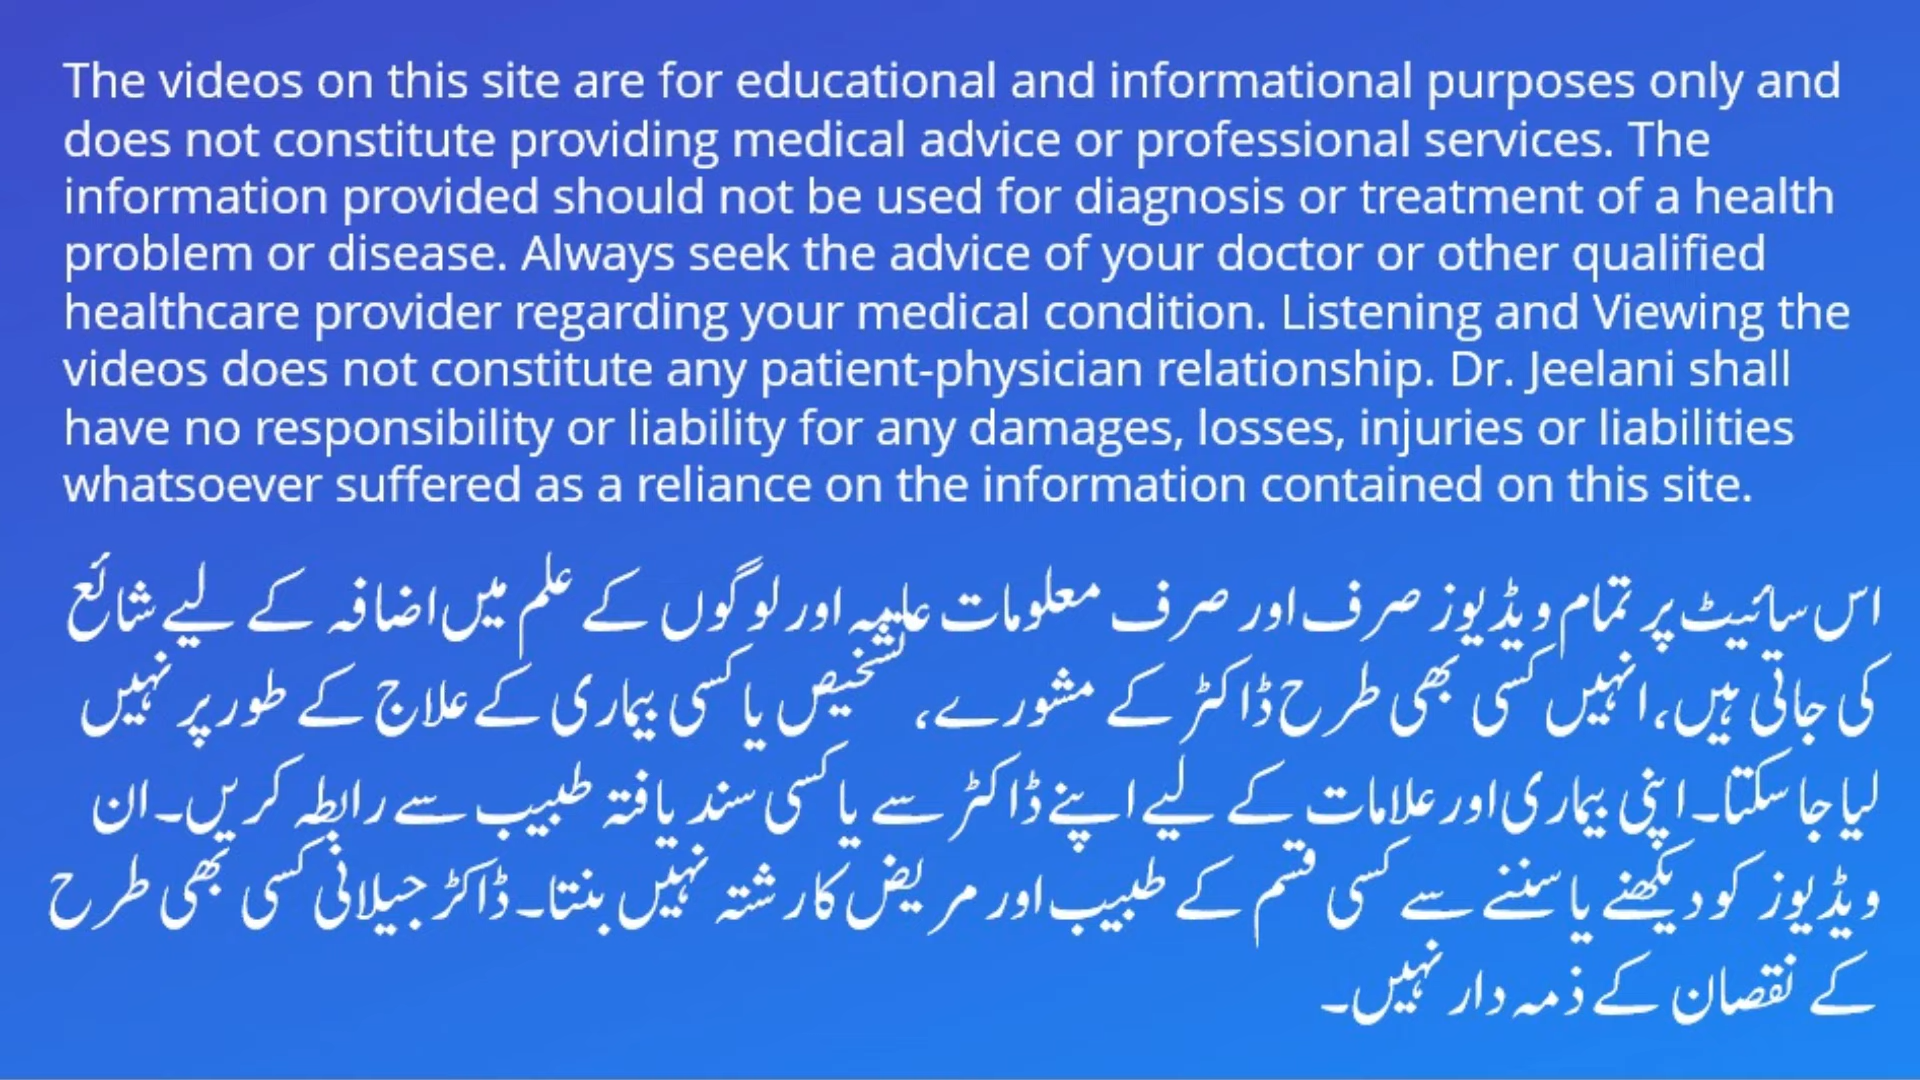 The videos on this site are for educational and informational purposes only and
does not constitute providing medical advice or professional services. The
information provided should not be used for diagnosis or treatment of a health
problem or disease. Always seek the advice of your doctor or other qualified
healthcare provider regarding your medical condition. Listening and Viewing the
videos does not constitute any patient-physician relationship. Dr. Jeelani shall
have no responsibility or liability for any damages, losses, injuries or liabilities
whatsoever suffered as a reliance on the information contained on this site.
اس سائیٹ پر تمام ویڈیوز صرف اور صرف معلومات عامہ اور لوگوں کے علم میں اضافہ کے لیے شائع
کی جاتی ہیں، انہیں کسی بھی طرح ڈاکٹر کے مشورے، تشخیص یا کسی بیماری کے علاج کے طور پر نہیں
لیا جا سکتا۔ اپنی بیماری اور علامات کے لیے اپنے ڈاکٹر سے یا کسی سند یافتہ طبیب سے رابطہ کریں۔ ان
ویڈیوز کو دیکھنے یا سننے سے کسی قسم کے طبیب اور مریض کا رشتہ نہیں بنتا۔ ڈاکٹر جیلانی کسی بھی طرح
کے نقصان کے ذمہ دار نہیں۔